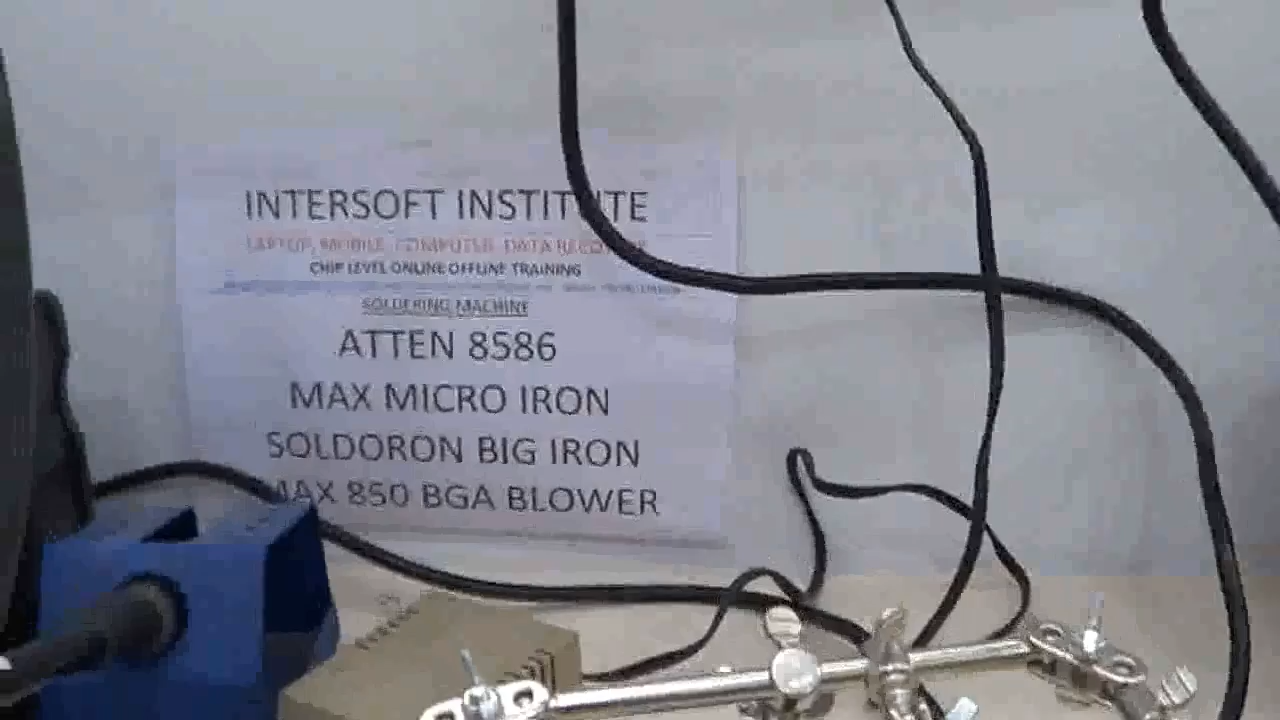 INTERSOFT INSTITUTE
LAPTOP, MOBILE, COMPUTER, DATA RECOVERY
CHIP LEVEL ONLINE OFFLINE TRAINING
SOLDERING MACHINE
ATTEN 8586
MAX MICRO IRON
SOLDORON BIG IRON
MAX 850 BGA BLOWER